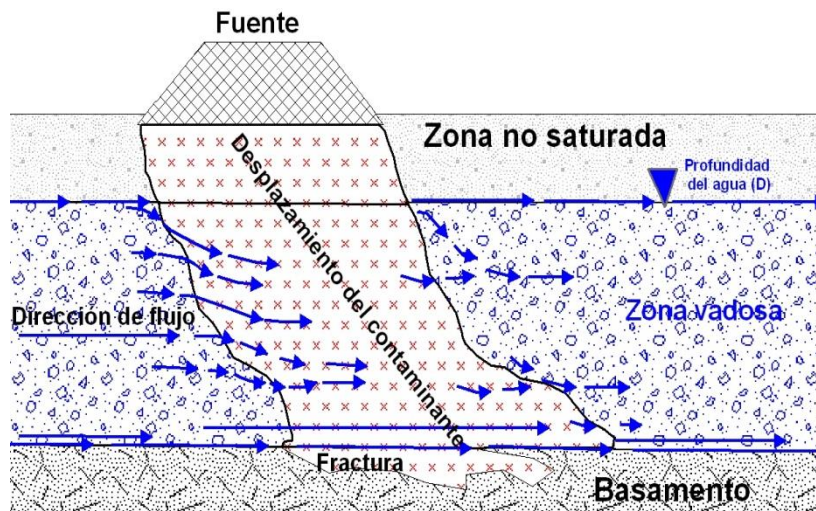 Fuente
Zona no saturada
Profundidad
del agua (D)
Desplazamiento del contaminante
Zona vadosa
Dirección de flujo
Fractura
Basamento